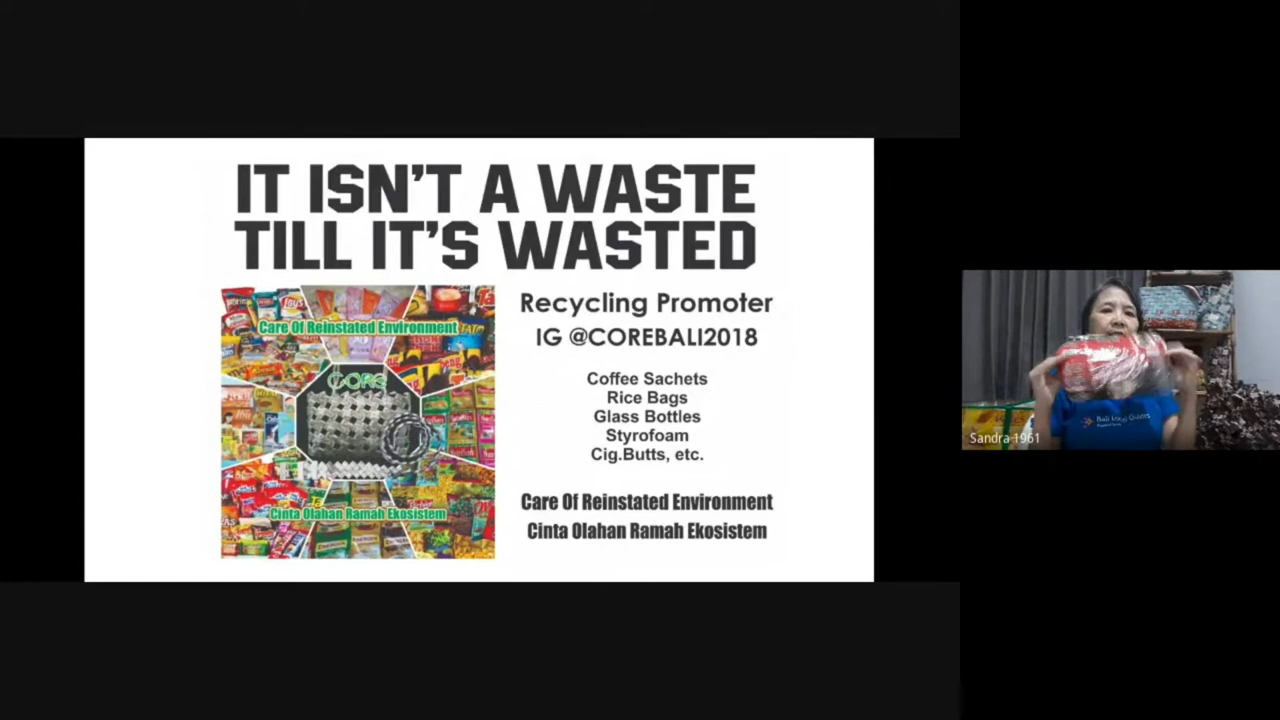 IT ISN'T A WASTE
TILL IT'S WASTED
Care Of Reinstated Environment
CORE
Cinta Olahan Ramah Ekosistem
Recycling Promoter
IG @COREBALI2018
Coffee Sachets
Rice Bags
Glass Bottles
Styrofoam
Cig.Butts, etc.
Care Of Reinstated Environment
Cinta Olahan Ramah Ekosistem
Sandra 1961